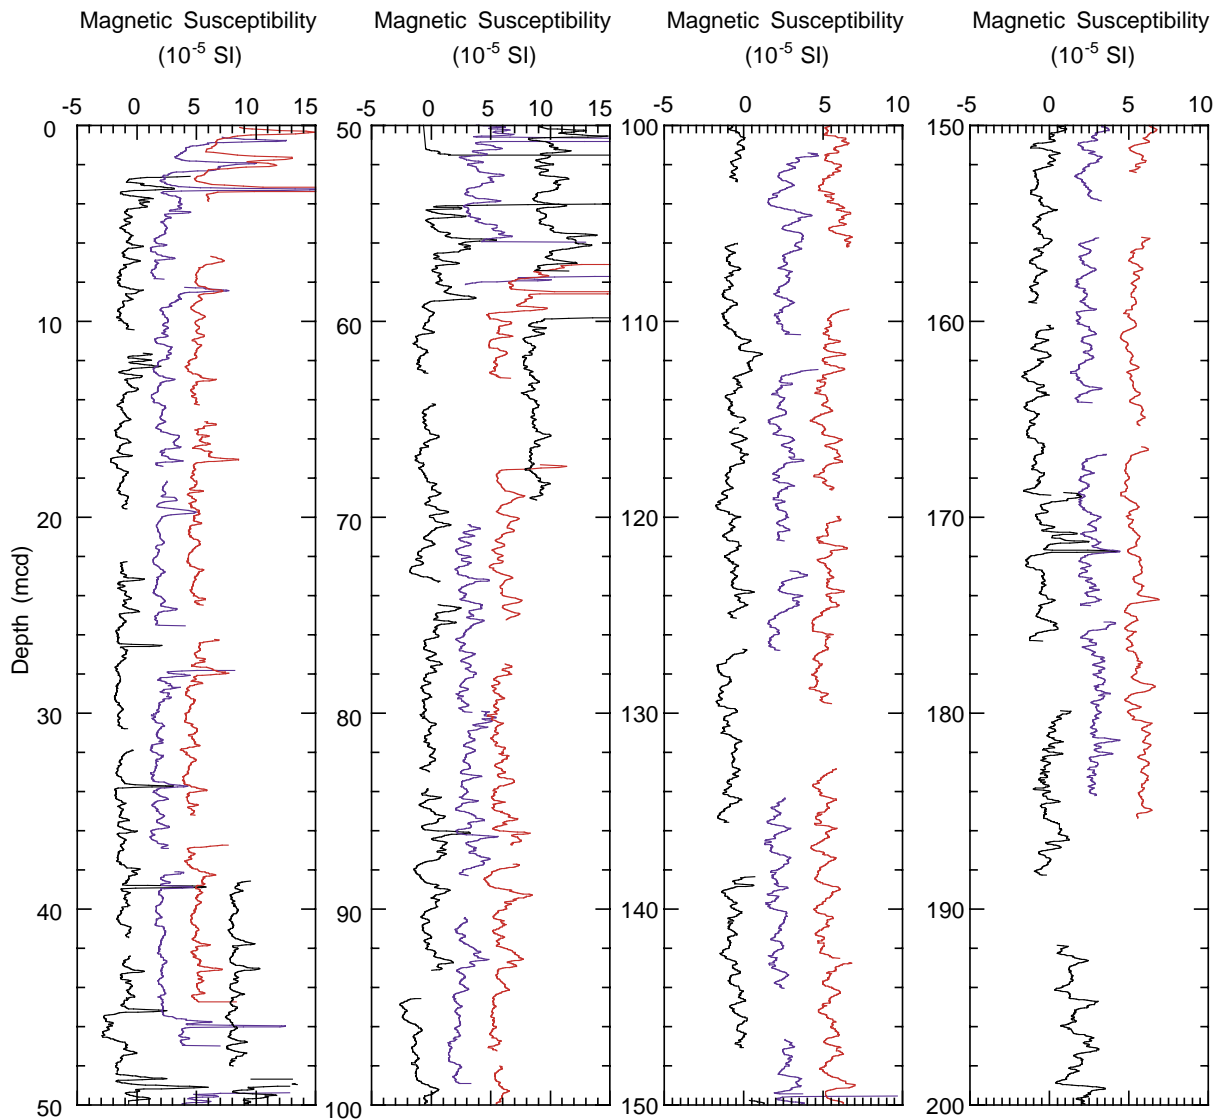 Magnetic Susceptibility
(10⁻⁵ SI)
Magnetic Susceptibility
(10⁻⁵ SI)
Magnetic Susceptibility
(10⁻⁵ SI)
Magnetic Susceptibility
(10⁻⁵ SI)
-5 0 5 10 15
-5 0 5 10 15
-5 0 5 10
-5 0 5 10
Depth (mcd)
0
10
20
30
40
50
50
60
70
80
90
100
100
110
120
130
140
150
150
160
170
180
190
200